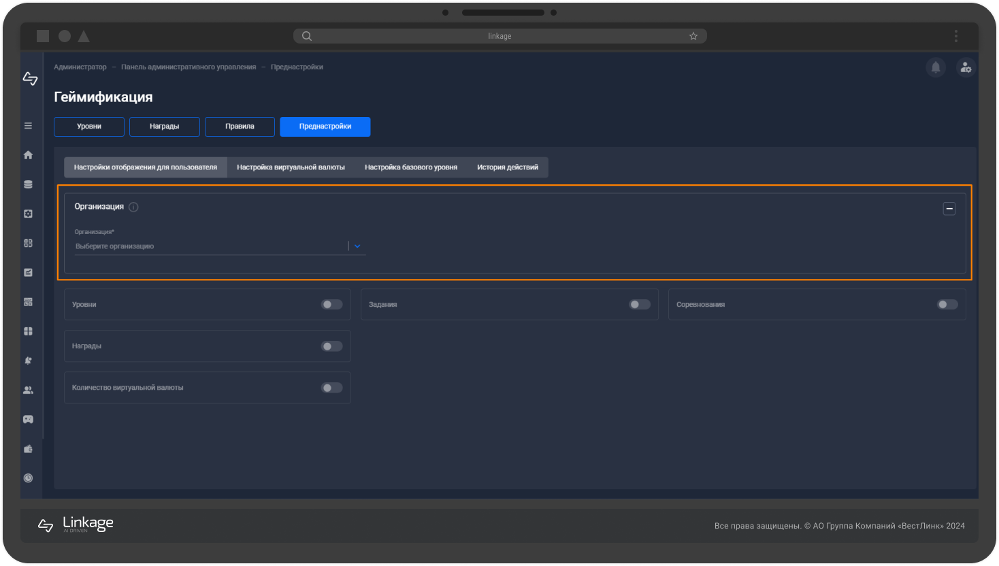 linkage
Администратор – Панель административного управления – Преднастройки
Геймификация
Уровни Награды Правила Преднастройки
Настройки отображения для пользователя Настройка виртуальной валюты Настройка базового уровня История действий
Организация
Организация*
Выберите организацию
Уровни Задания Соревнования
Награды
Количество виртуальной валюты
Linkage
AI DRIVEN
Все права защищены. © АО Группа Компаний «ВестЛинк» 2024